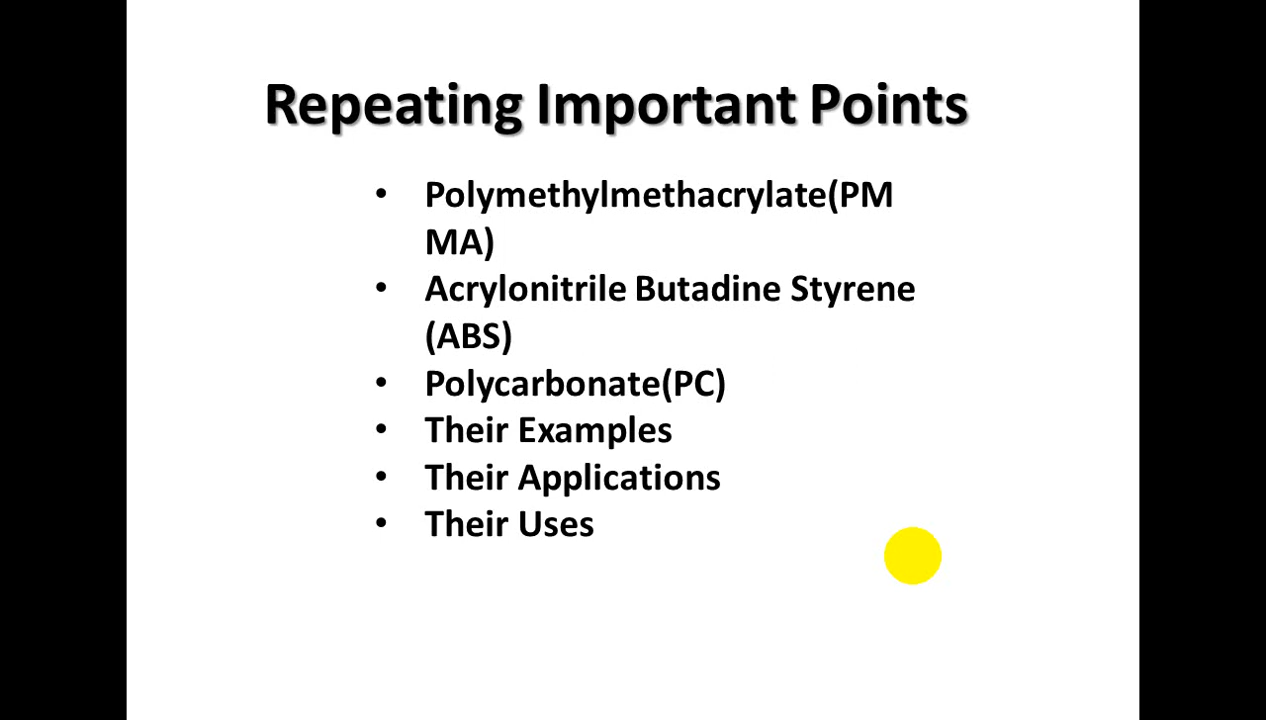 Repeating Important Points
• Polymethylmethacrylate(PM
MA)
• Acrylonitrile Butadine Styrene
(ABS)
• Polycarbonate(PC)
• Their Examples
• Their Applications
• Their Uses